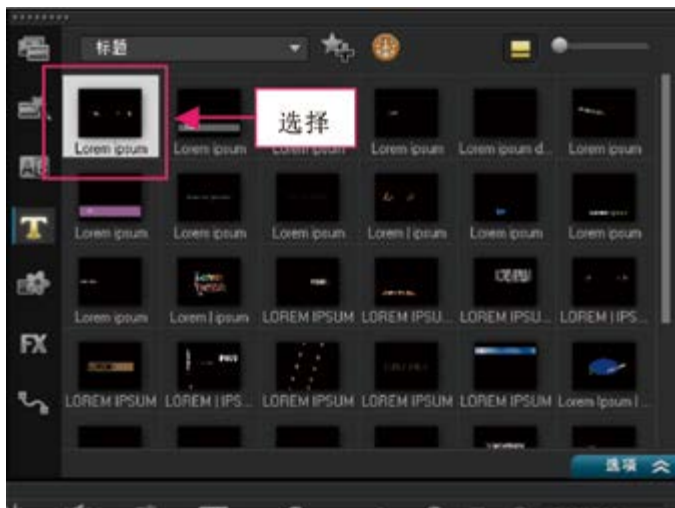 标题
选择
Lorem ipsum Lorem ipsum Lorem ipsum Lorem ipsum Lorem ipsum d... Lorem ipsum
AB
T
Lorem ipsum Lorem ipsum Lorem ipsum Lorem | ipsum Lorem ipsum Lorem ipsum
Lorem ipsum Lorem | ipsum LOREM IPSUM LOREM IPSU... LOREM IPSU... LOREM | IPS...
FX
LOREM IPSUM LOREM | IPS... LOREM IPSUM LOREM IPSUM LOREM IPSUM Lorem Ipsum | ...
选项